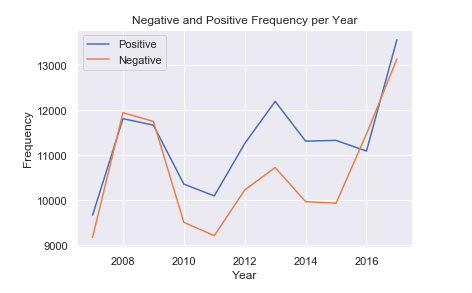 Negative and Positive Frequency per Year
Positive
Negative
13000
12000
11000
10000
9000
Frequency
2008 2010 2012 2014 2016
Year